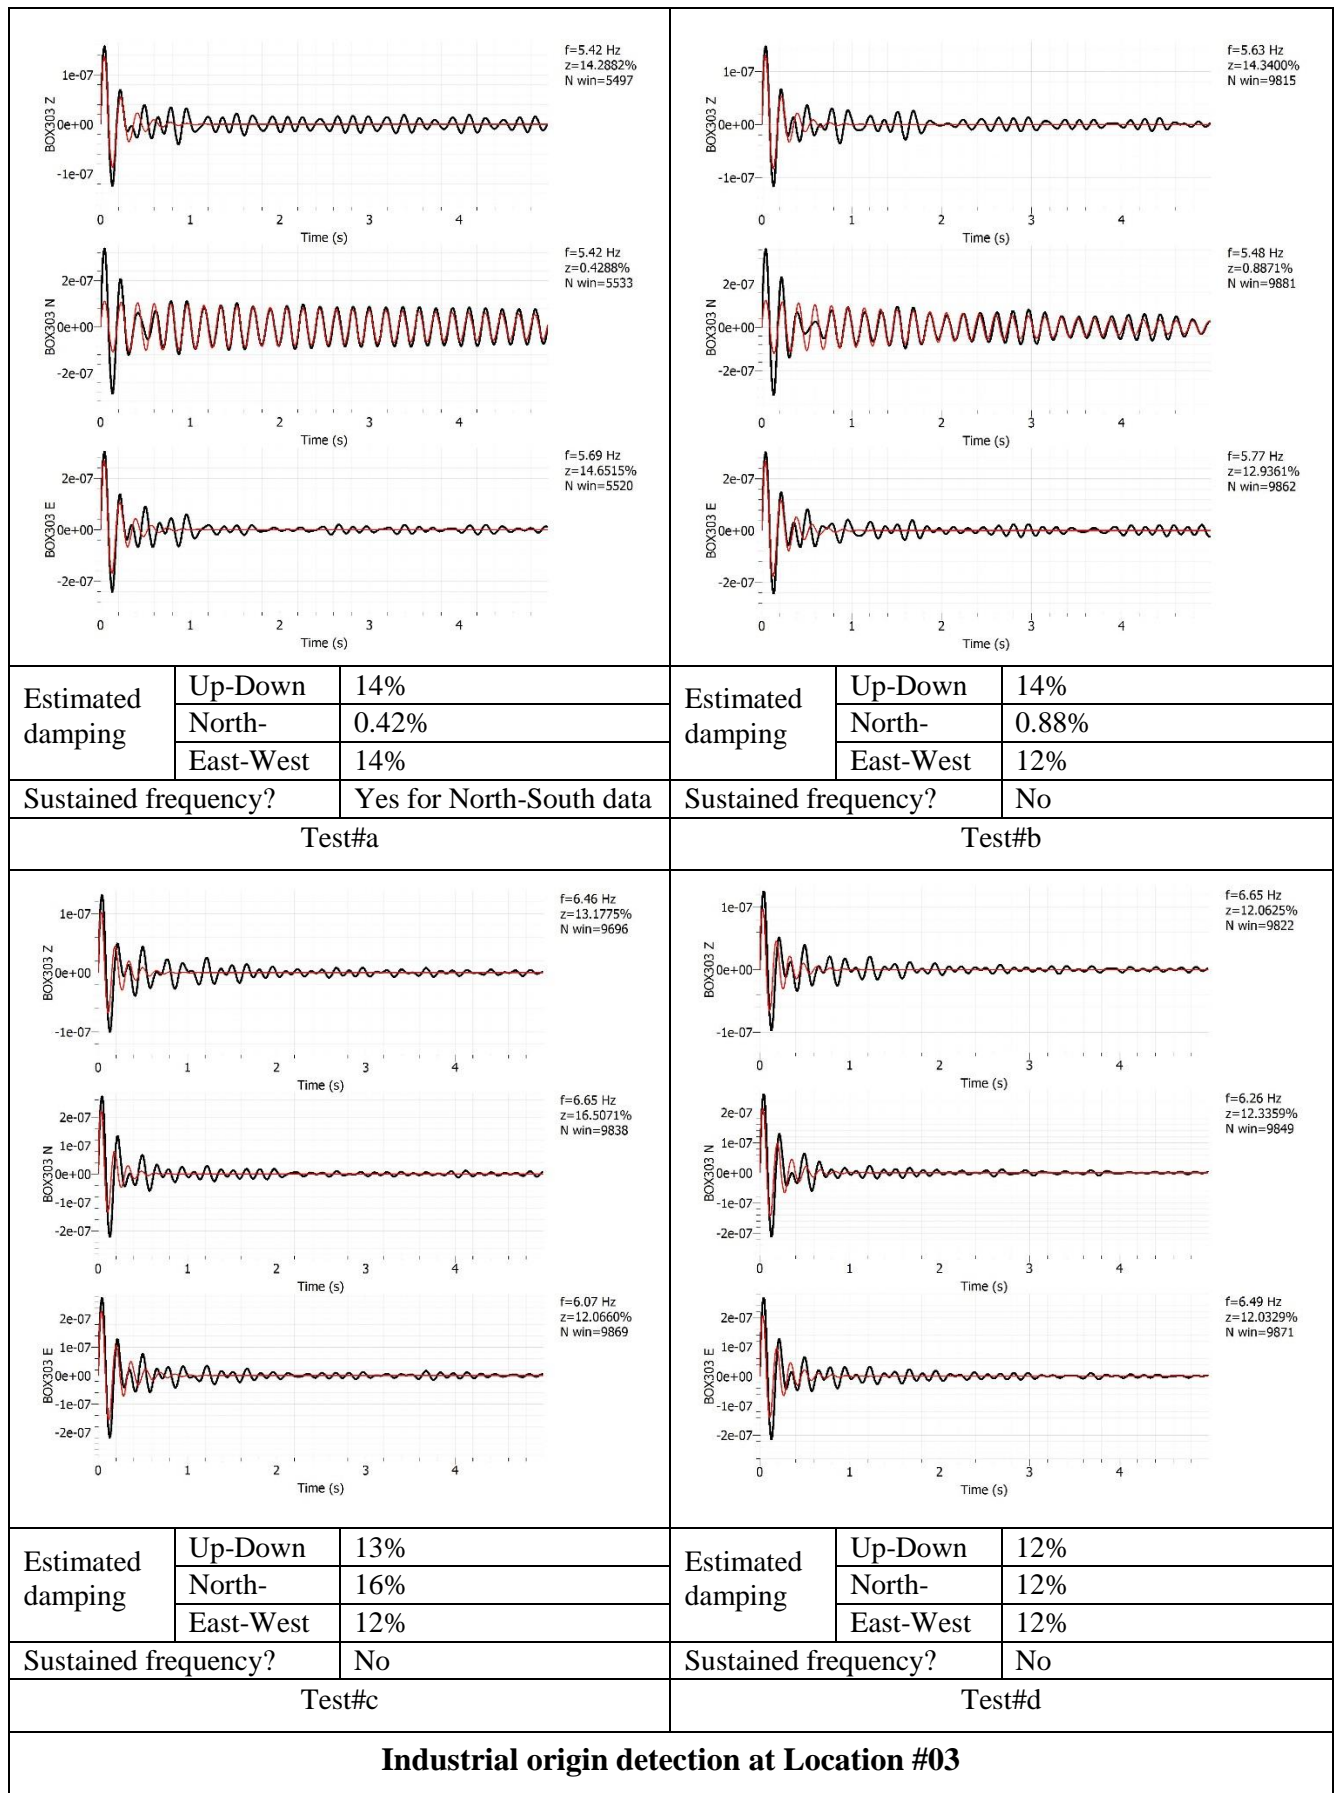 f=5.42 Hz
z=14.2882%
N win=5497
BOX303 Z
1e-07
0e+00
-1e-07
0 1 2 3 4
Time (s)
f=5.42 Hz
z=0.4288%
N win=5533
BOX303 N
2e-07
0e+00
-2e-07
0 1 2 3 4
Time (s)
f=5.69 Hz
z=14.6515%
N win=5520
BOX303 E
2e-07
0e+00
-2e-07
0 1 2 3 4
Time (s)
f=5.63 Hz
z=14.3400%
N win=9815
BOX303 Z
1e-07
0e+00
-1e-07
0 1 2 3 4
Time (s)
f=5.48 Hz
z=0.8871%
N win=9881
BOX303 N
2e-07
0e+00
-2e-07
0 1 2 3 4
Time (s)
f=5.77 Hz
z=12.9361%
N win=9862
BOX303 E
2e-07
0e+00
-2e-07
0 1 2 3 4
Time (s)
Estimated damping
Up-Down 14%
North- 0.42%
East-West 14%
Sustained frequency? Yes for North-South data
Test#a
Estimated damping
Up-Down 14%
North- 0.88%
East-West 12%
Sustained frequency? No
Test#b
f=6.46 Hz
z=13.1775%
N win=9696
BOX303 Z
1e-07
0e+00
-1e-07
0 1 2 3 4
Time (s)
f=6.65 Hz
z=16.5071%
N win=9838
BOX303 N
2e-07
1e-07
0e+00
-1e-07
-2e-07
0 1 2 3 4
Time (s)
f=6.07 Hz
z=12.0660%
N win=9869
BOX303 E
2e-07
1e-07
0e+00
-1e-07
-2e-07
0 1 2 3 4
Time (s)
f=6.65 Hz
z=12.0625%
N win=9822
BOX303 Z
1e-07
0e+00
-1e-07
0 1 2 3 4
Time (s)
f=6.26 Hz
z=12.3359%
N win=9849
BOX303 N
2e-07
1e-07
0e+00
-1e-07
-2e-07
0 1 2 3 4
Time (s)
f=6.49 Hz
z=12.0329%
N win=9871
BOX303 E
2e-07
1e-07
0e+00
-1e-07
-2e-07
0 1 2 3 4
Time (s)
Estimated damping
Up-Down 13%
North- 16%
East-West 12%
Sustained frequency? No
Test#c
Estimated damping
Up-Down 12%
North- 12%
East-West 12%
Sustained frequency? No
Test#d
Industrial origin detection at Location #03